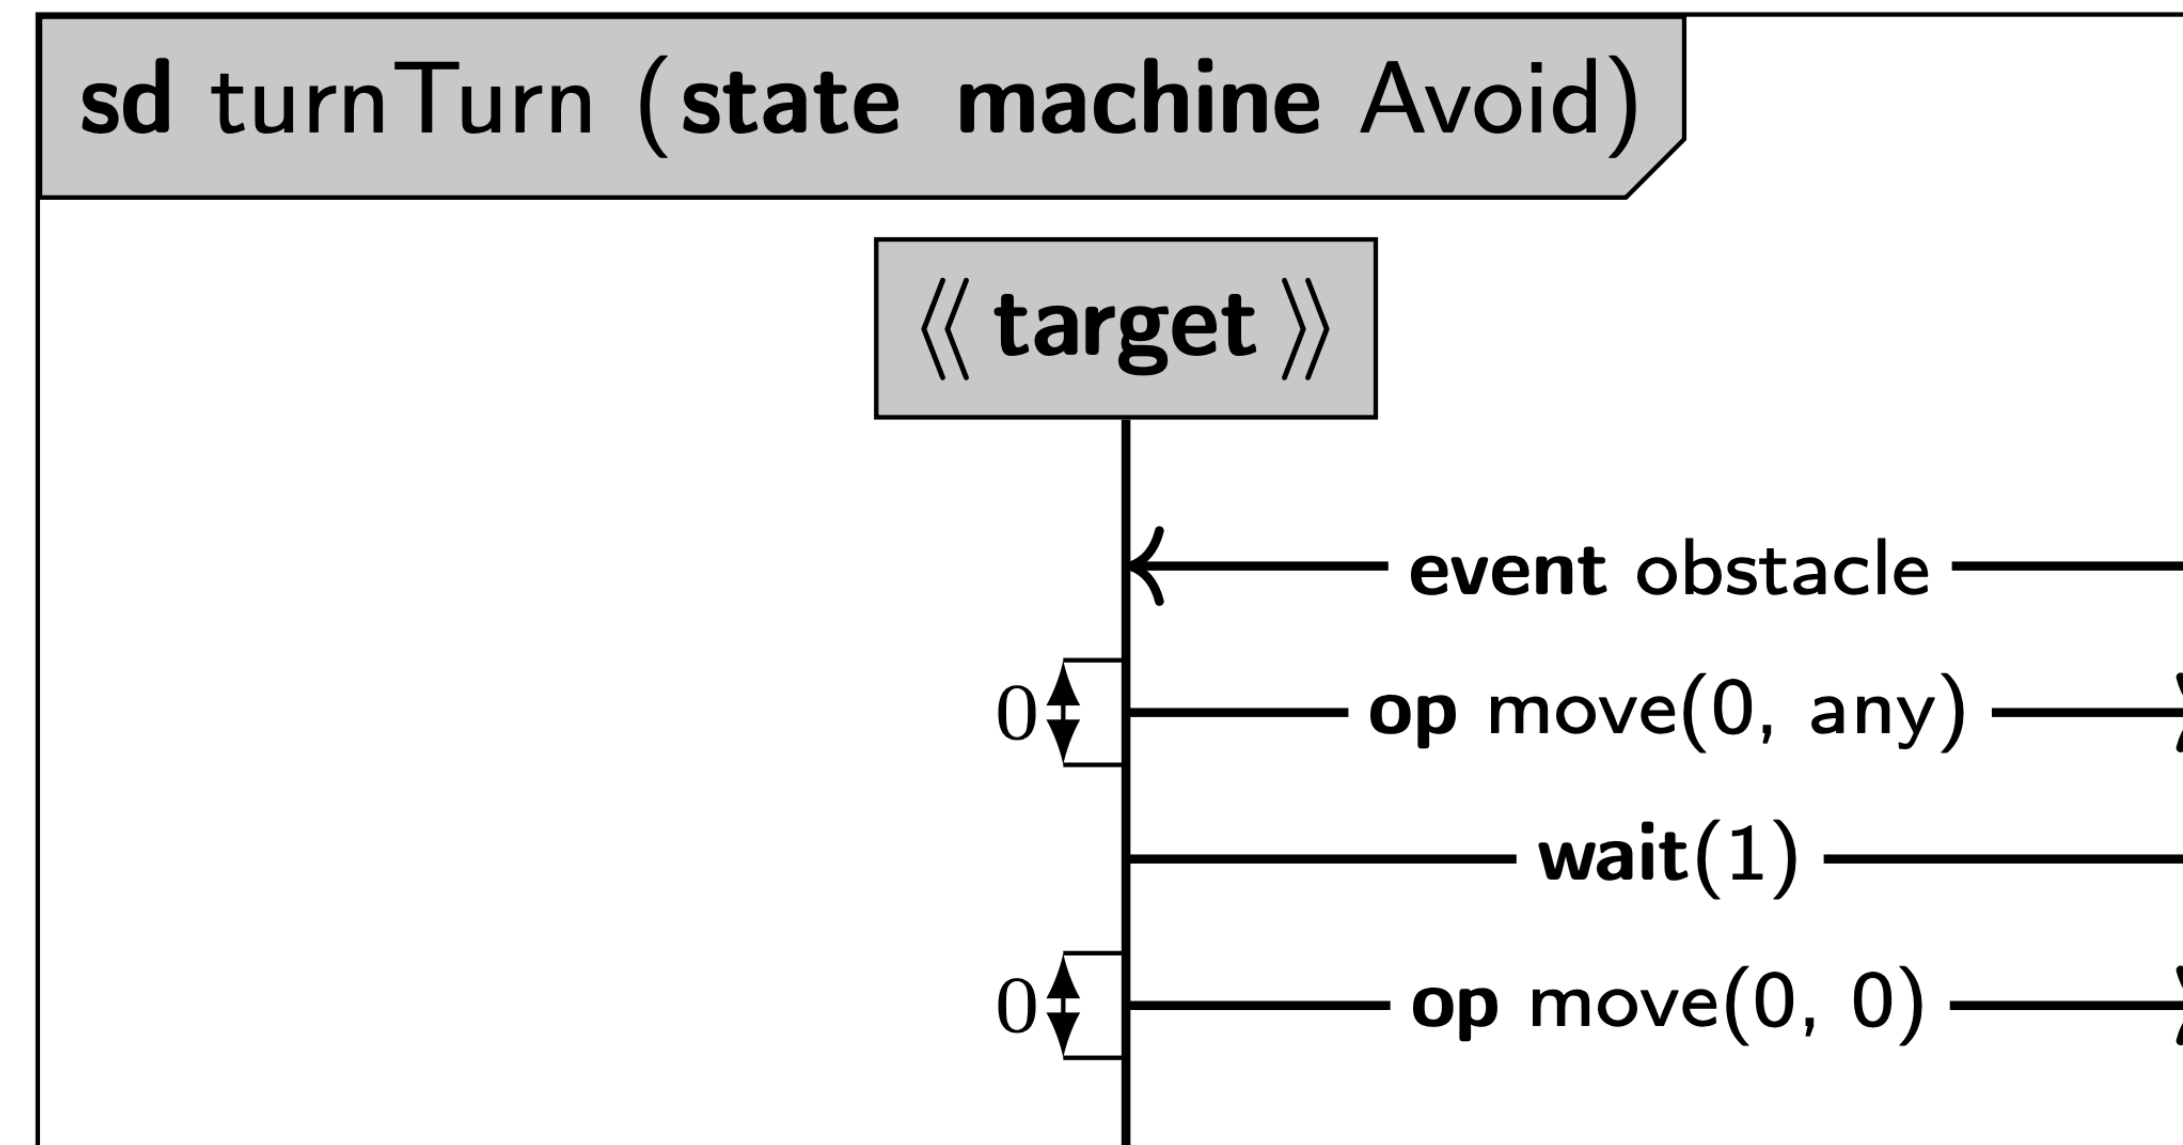 sd turnTurn (state machine Avoid)
⟪target⟫
event obstacle
0 op move(0, any)
wait(1)
0 op move(0, 0)